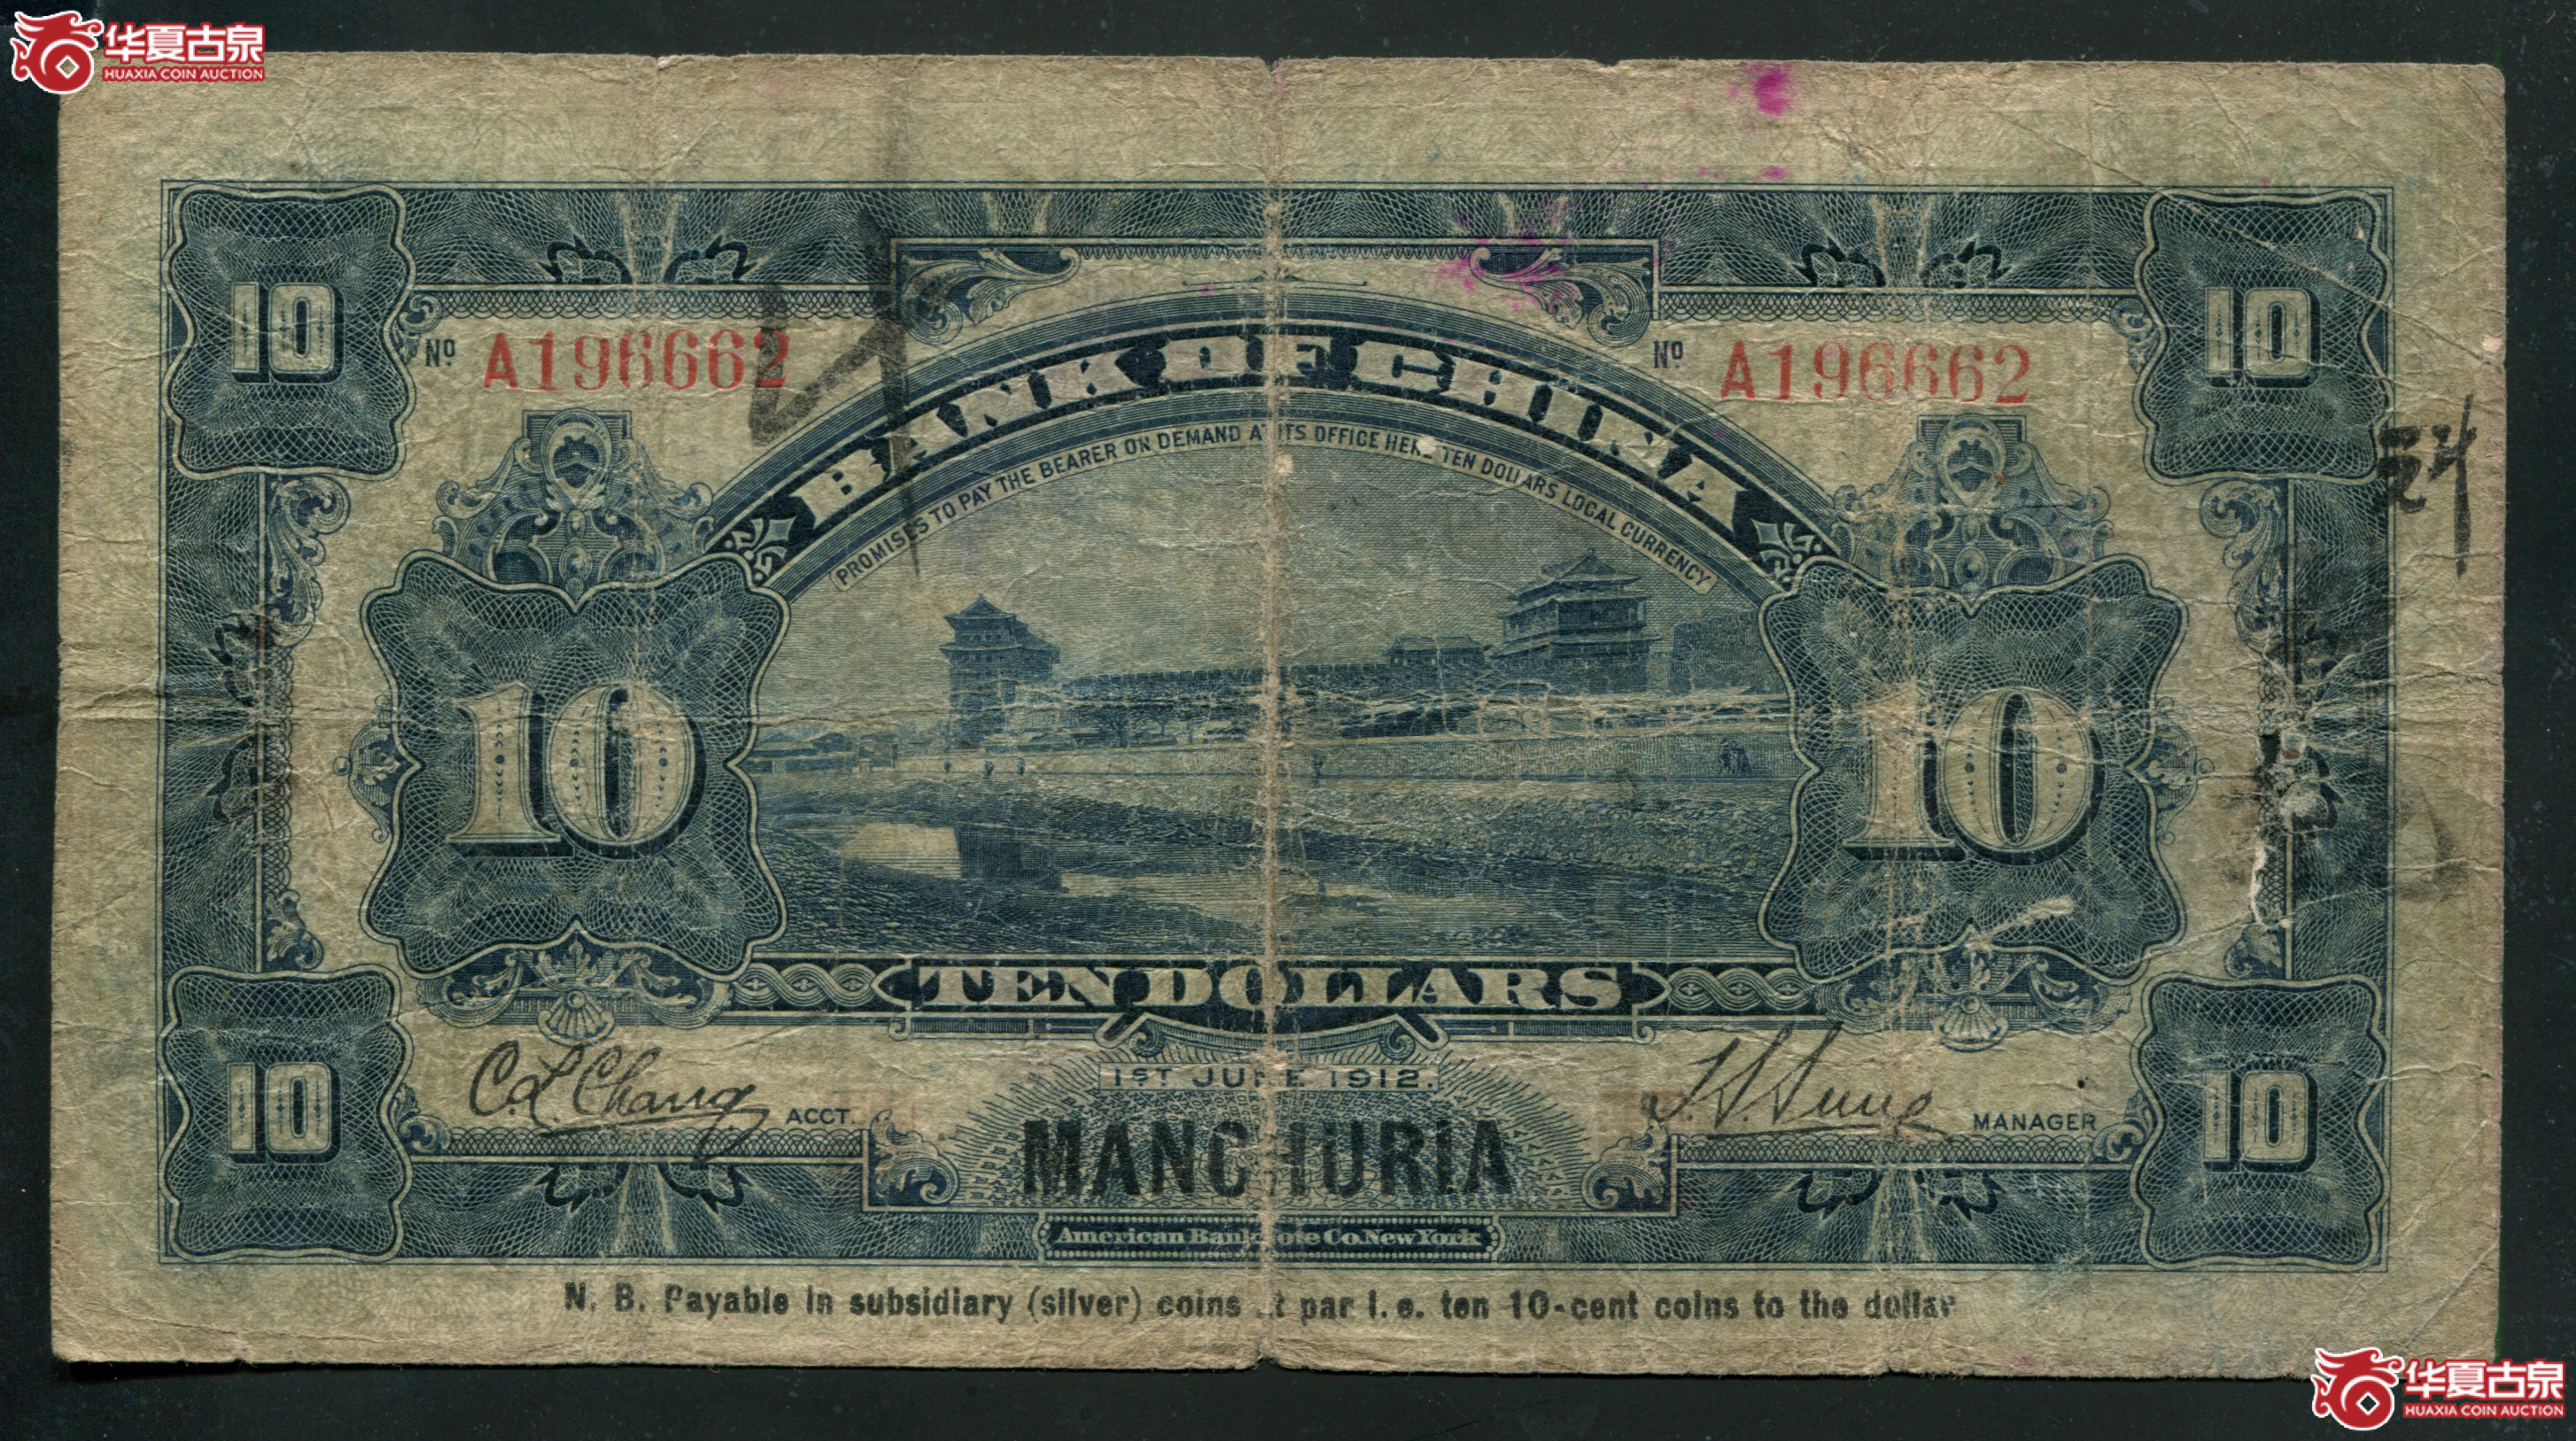 华夏古泉
HUAXIA COIN AUCTION
10 10
No. A196662 No. A196662
BANK OF CHINA
PROMISES TO PAY THE BEARER ON DEMAND AT ITS OFFICE HERE TEN DOLLARS LOCAL CURRENCY
24
10 10
TEN DOLLARS
C. L. Chang ACCT.
1ST JUNE 1912.
MANAGER
10 10
MANCHURIA
American Bank Note Co. New York
N. B. Payable in subsidiary (silver) coins at par i. e. ten 10-cent coins to the dollar
华夏古泉
HUAXIA COIN AUCTION